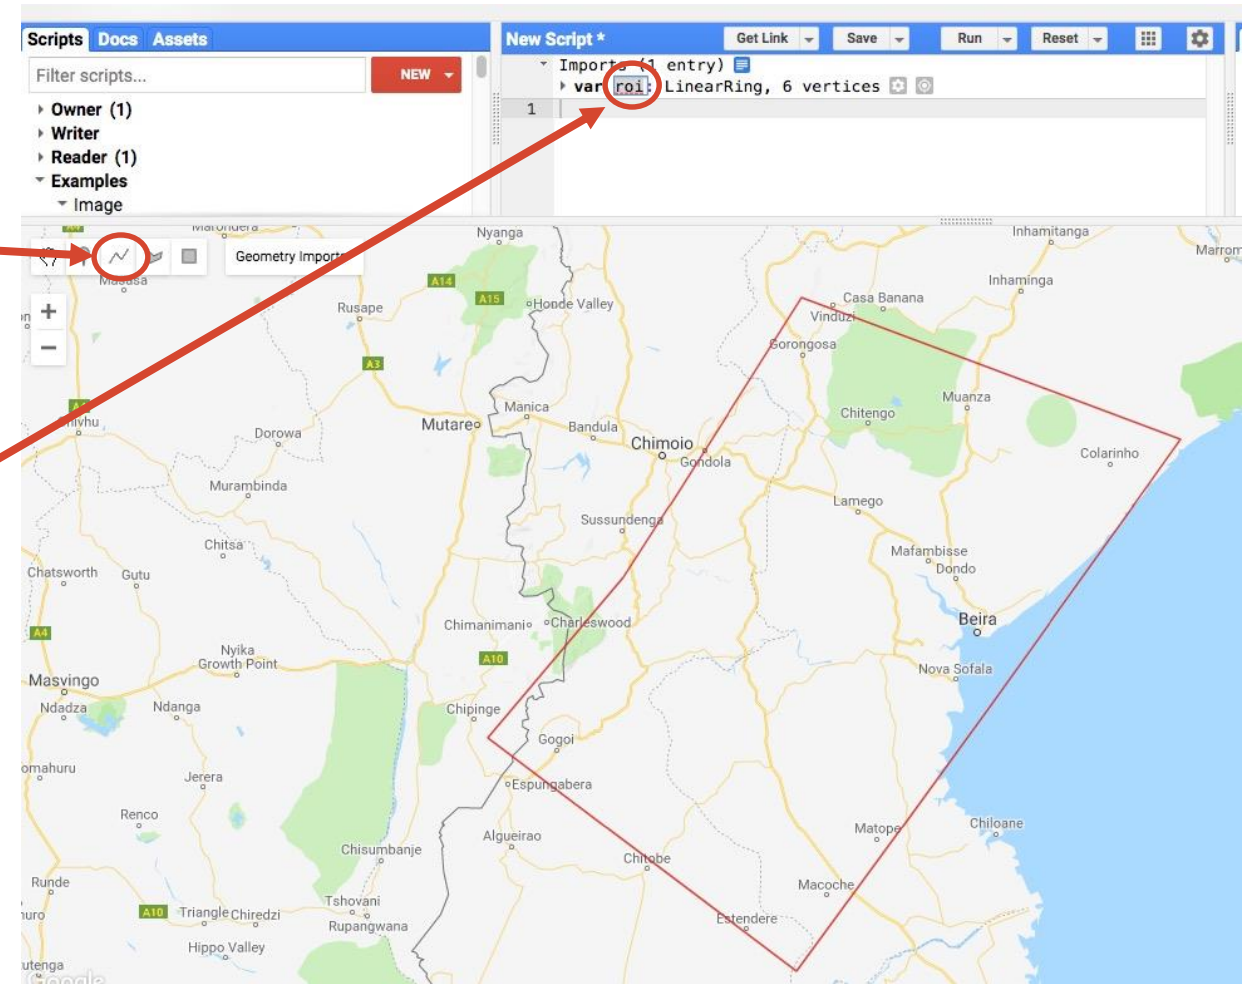 Scripts Docs Assets
Filter scripts...
NEW
Owner (1)
Writer
Reader (1)
Examples
Image
New Script *
Get Link
Save
Run
Reset
Imports (1 entry)
var roi: LinearRing, 6 vertices
1
Geometry Imports
Nyanga
Inhamitanga
Marrom
A14
A15
Honde Valley
Casa Banana
Inhaminga
Rusape
Vinduzi
Gorongosa
A3
Manica
Muanza
Mutare
Bandula
Chitengo
Dorowa
Chimoio
Gondola
Colarinho
Murambinda
Lamego
Sussundenga
Chitsa
Mafambisse
Chatsworth
Gutu
Dondo
Chimanimani
Charleswood
Beira
A4
Nyika
Growth Point
A10
Nova Sofala
Masvingo
Ndadza
Ndanga
Chipinge
Gogoi
omahuru
Jerera
Espungabera
Renco
Algueirao
Matope
Chiloane
Chisumbanje
Chitobe
Runde
Macoche
Tshovani
A10
Triangle
Chiredzi
Rupangwana
Estendere
Hippo Valley
utenga
Google